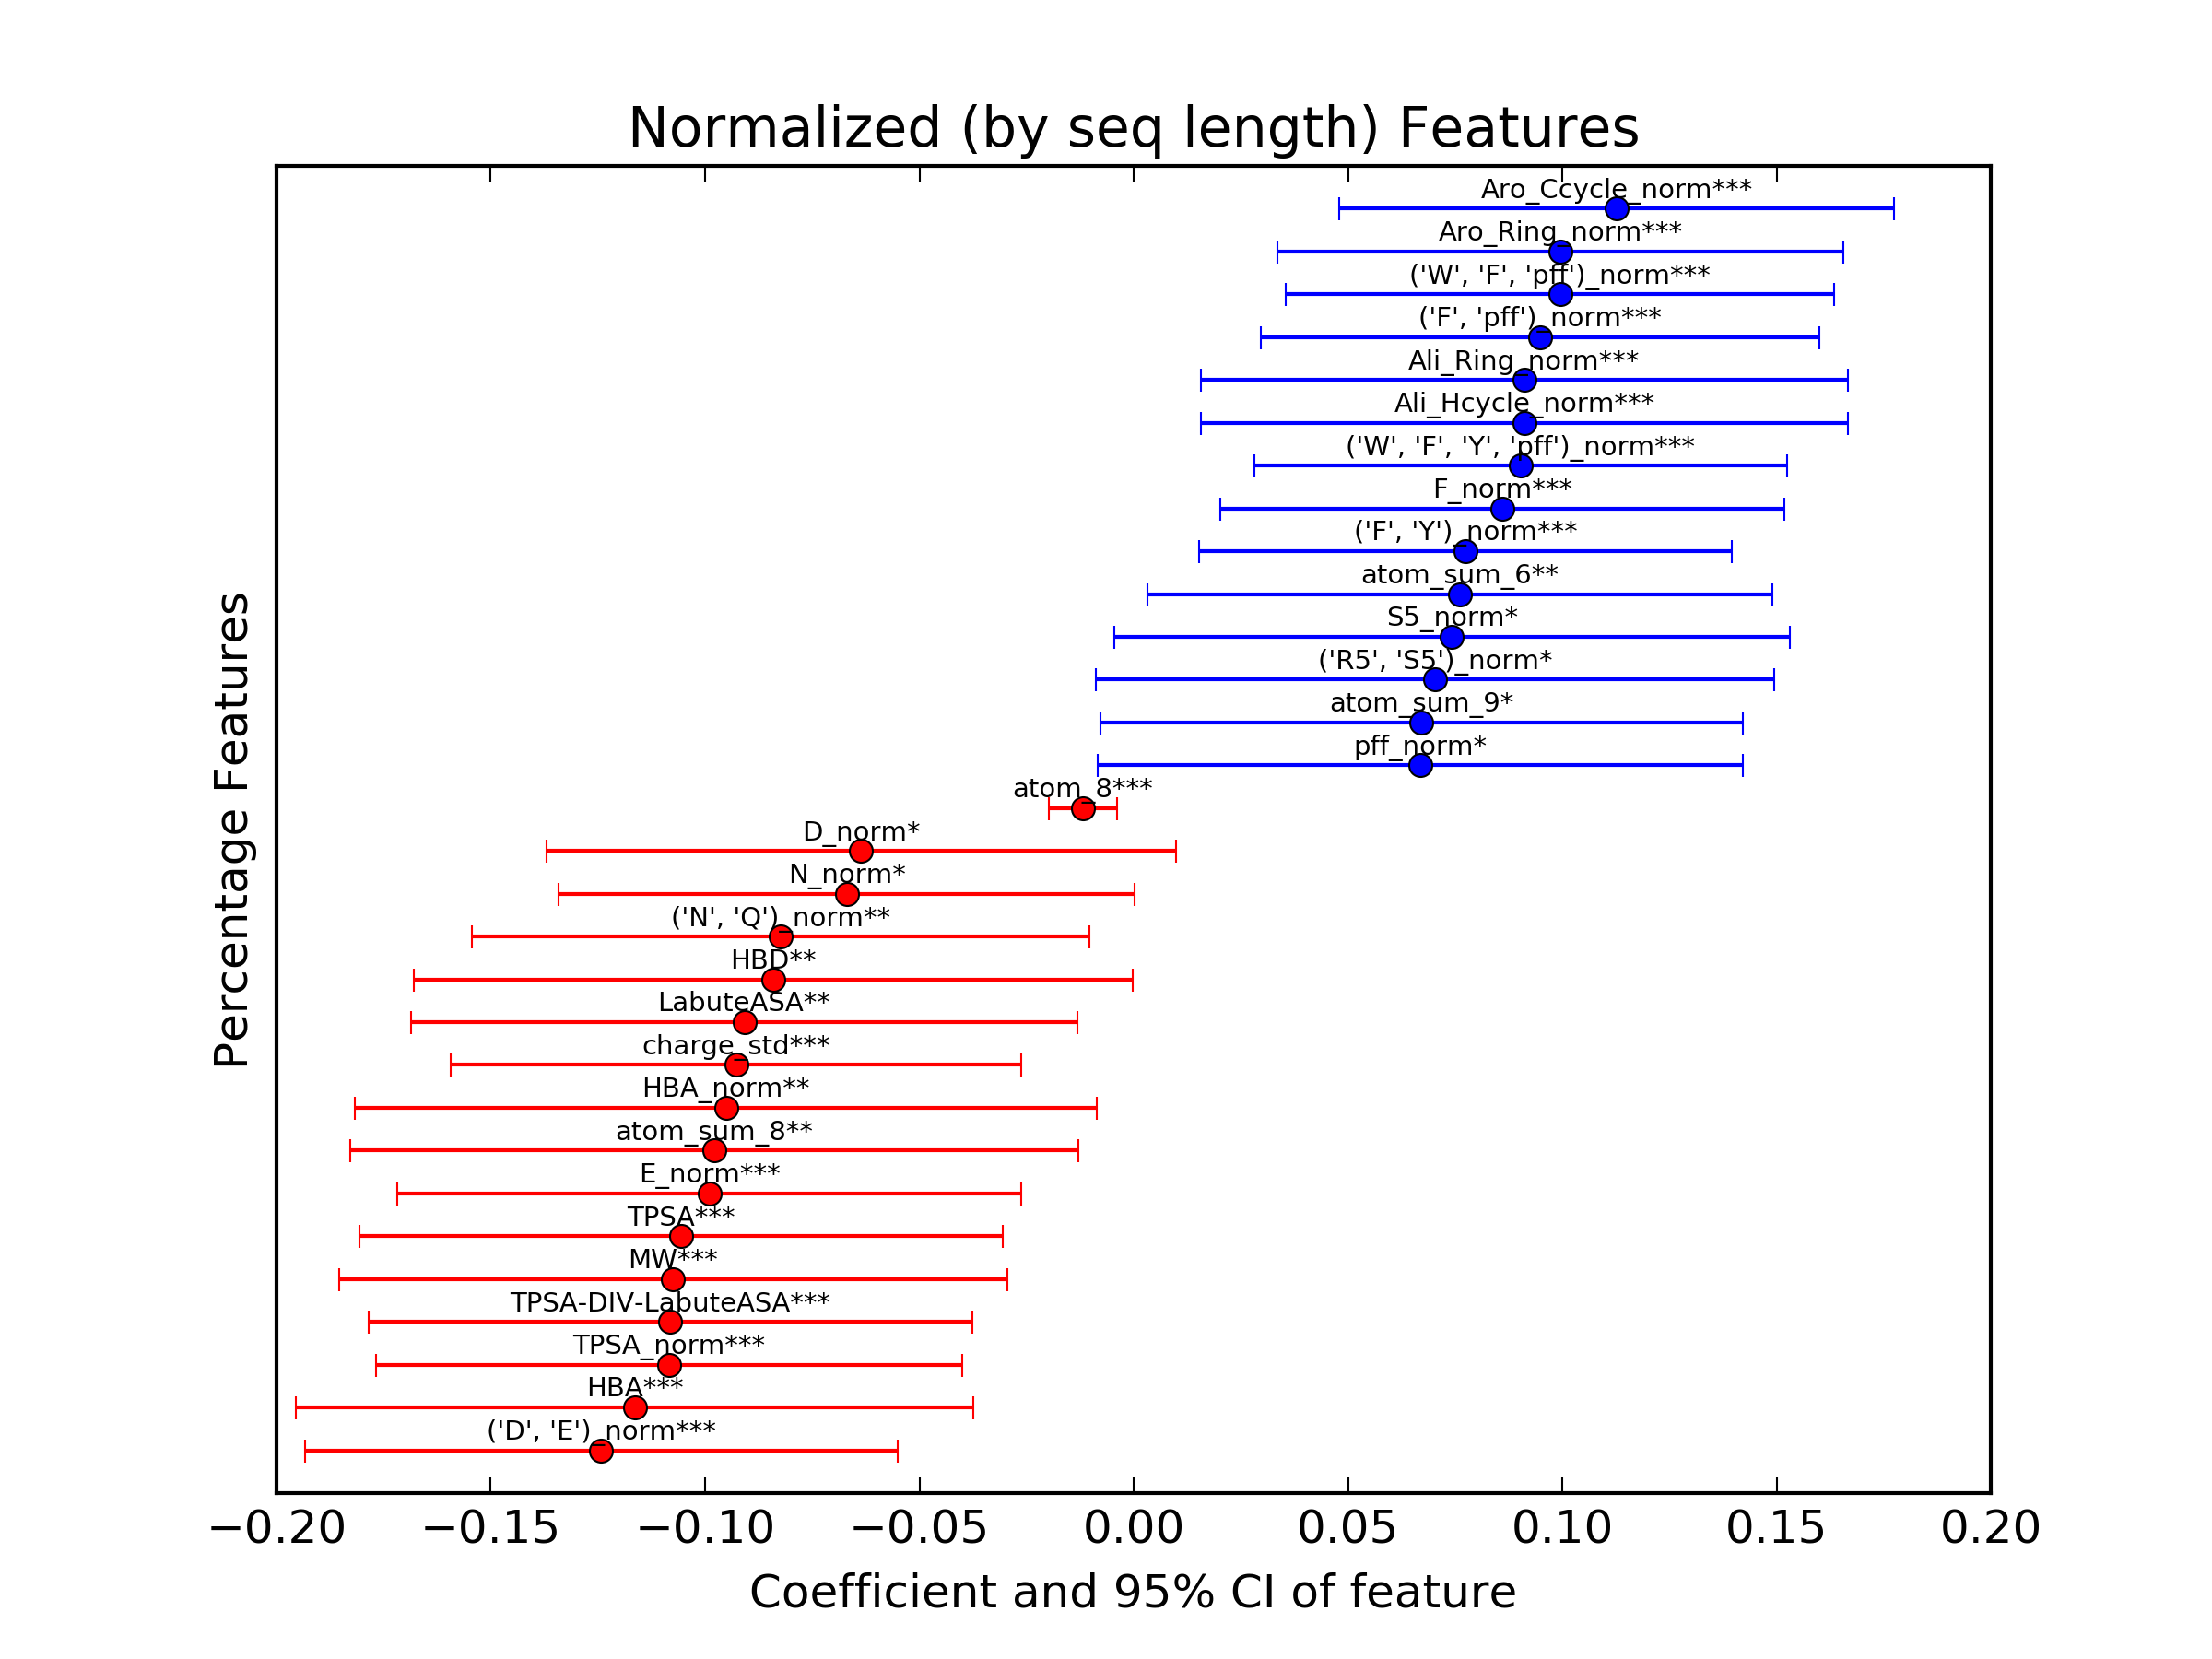 Normalized (by seq length) Features
Aro_Ccycle_norm***
Aro_Ring_norm***
('W', 'F', 'pff')_norm***
('F', 'pff')_norm***
Ali_Ring_norm***
Ali_Hcycle_norm***
('W', 'F', 'Y', 'pff')_norm***
F_norm***
('F', 'Y')_norm***
atom_sum_6**
S5_norm*
('R5', 'S5')_norm*
atom_sum_9*
pff_norm*
atom_8***
D_norm*
N_norm*
('N', 'Q')_norm**
HBD**
LabuteASA**
charge_std***
HBA_norm**
atom_sum_8**
E_norm***
TPSA***
MW***
TPSA-DIV-LabuteASA***
TPSA_norm***
HBA***
('D', 'E')_norm***
Percentage Features
−0.20 −0.15 −0.10 −0.05 0.00 0.05 0.10 0.15 0.20
Coefficient and 95% CI of feature